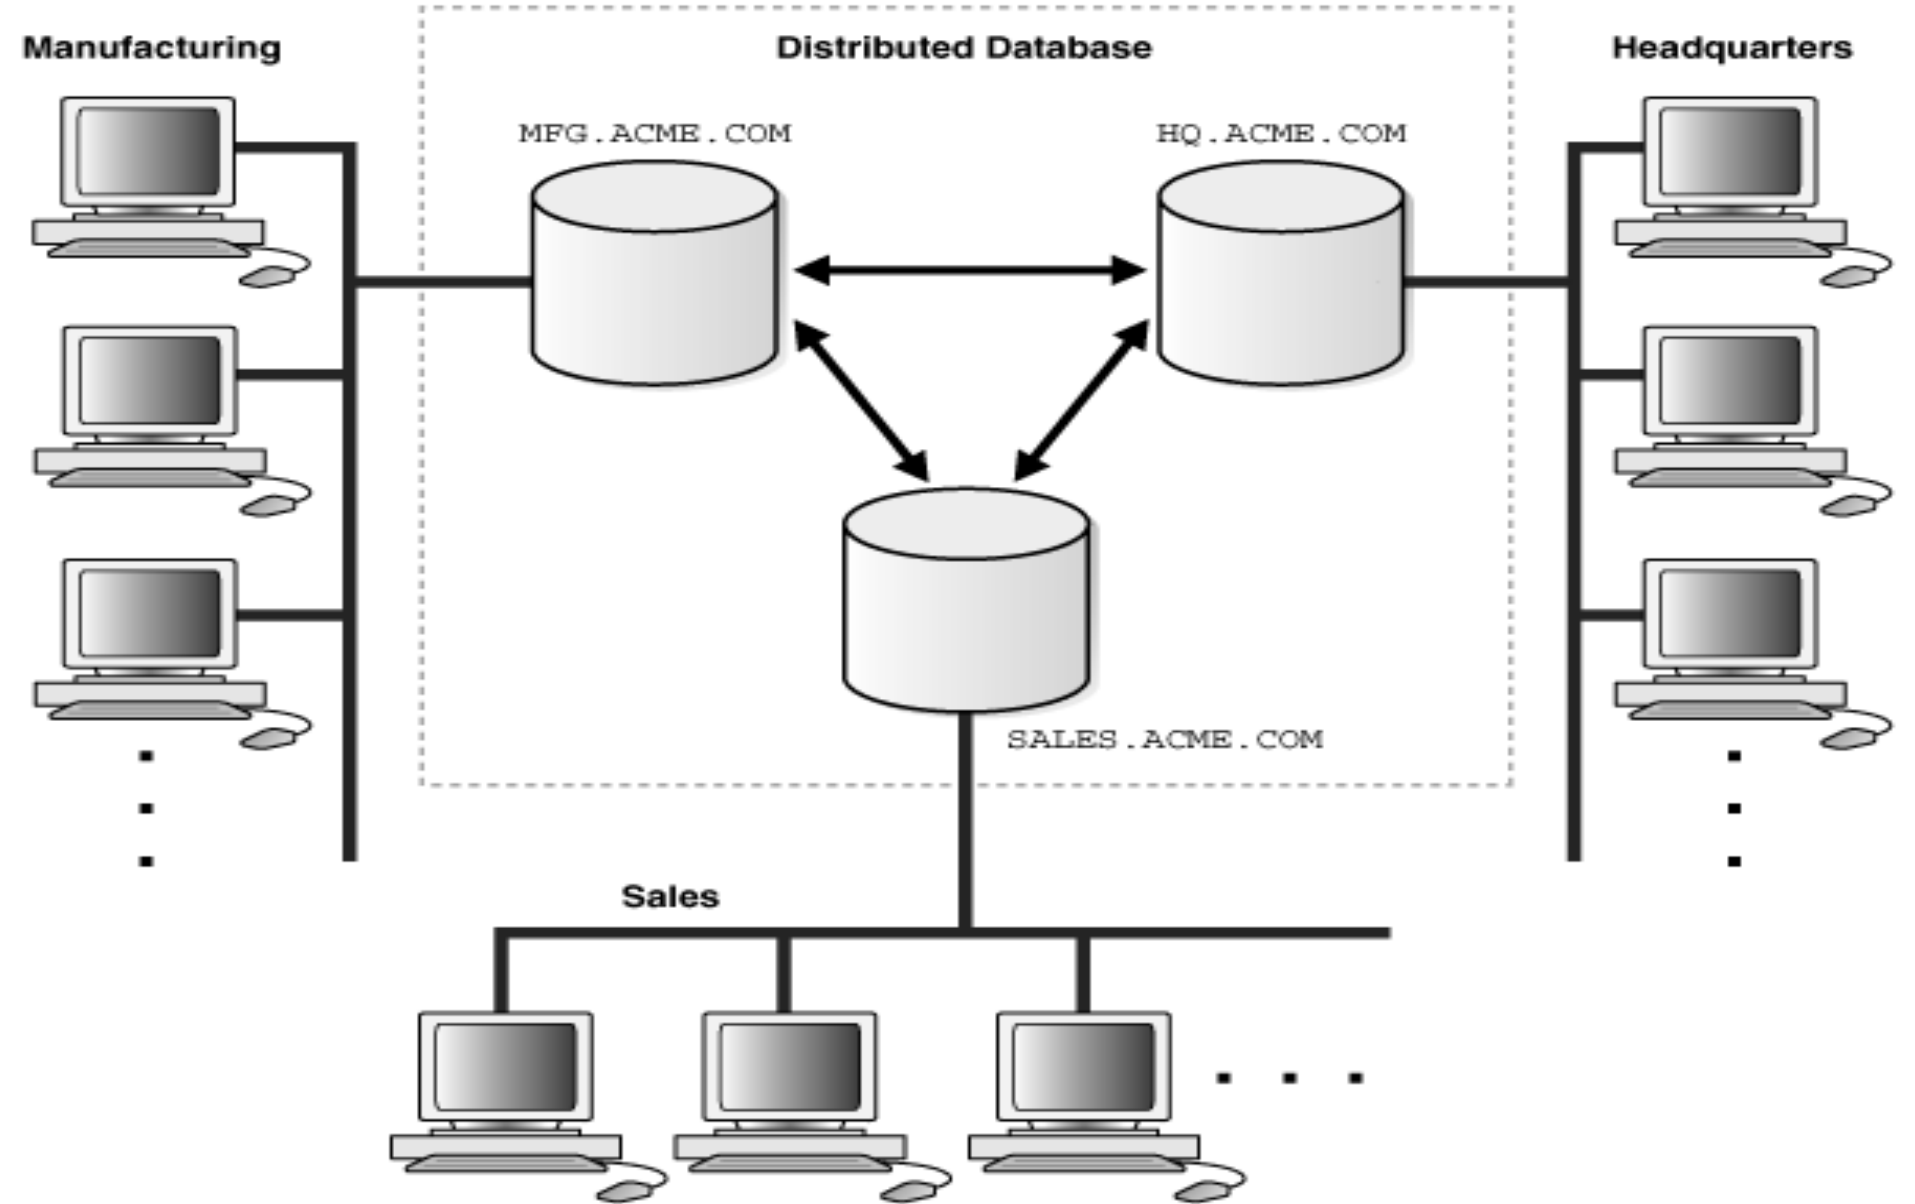 Manufacturing
Distributed Database
Headquarters
MFG.ACME.COM
HQ.ACME.COM
SALES.ACME.COM
Sales